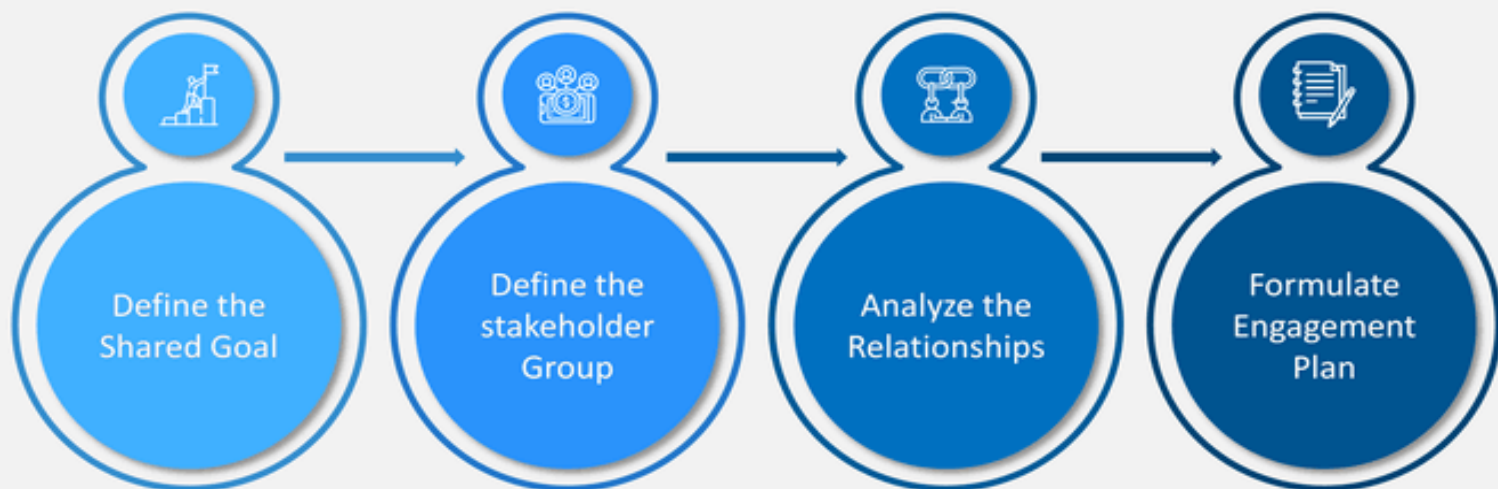 Define the
Shared Goal
Define the
stakeholder
Group
Analyze the
Relationships
Formulate
Engagement
Plan